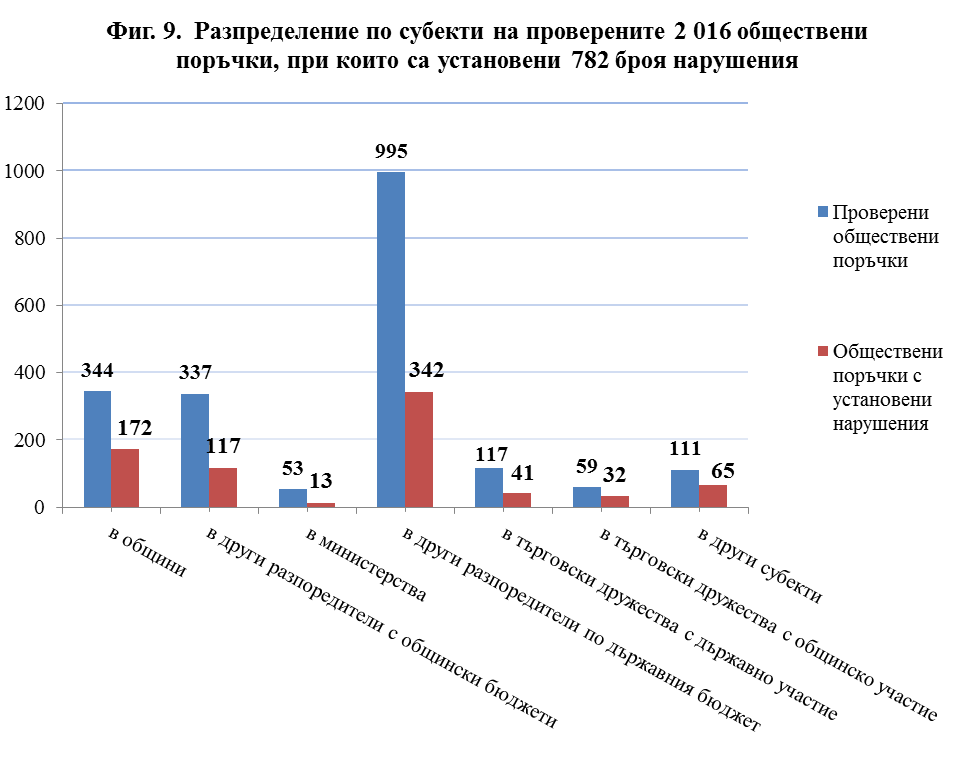 Фиг. 9. Разпределение по субекти на проверените 2 016 обществени
поръчки, при които са установени 782 броя нарушения
1200
1000
800
600
400
200
0
344
172
337
117
53
13
995
342
117
41
59
32
111
65
в общини
в други разпоредители с общински бюджети
в министерства
в други разпоредители по държавния бюджет
в търговски дружества с държавно участие
в търговски дружества с общинско участие
в други субекти
Проверени
обществени
поръчки
Обществени
поръчки с
установени
нарушения